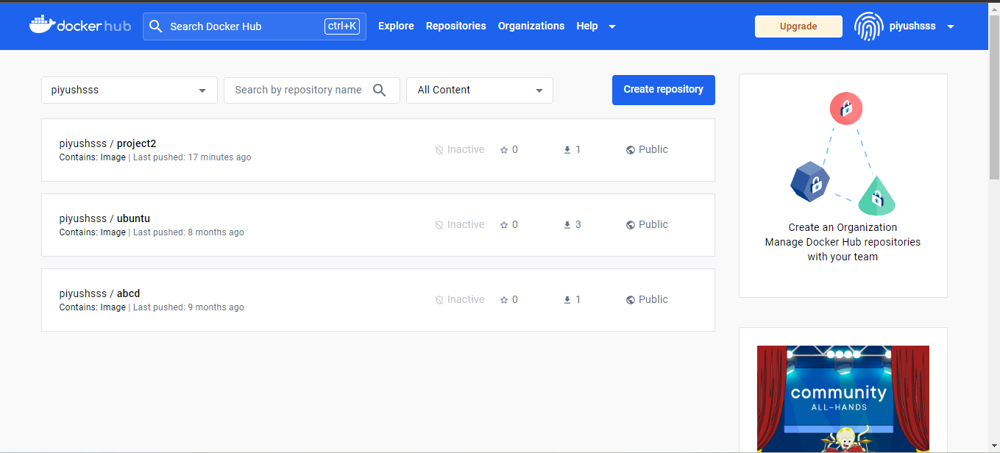 dockerhub
Search Docker Hub
ctrl+K
Explore
Repositories
Organizations
Help
Upgrade
piyushsss
piyushsss
Search by repository name
All Content
Create repository
piyushsss / project2
Contains: Image | Last pushed: 17 minutes ago
Inactive
0
1
Public
piyushsss / ubuntu
Contains: Image | Last pushed: 8 months ago
Inactive
0
3
Public
piyushsss / abcd
Contains: Image | Last pushed: 9 months ago
Inactive
0
1
Public
Create an Organization
Manage Docker Hub repositories
with your team
community
ALL-HANDS